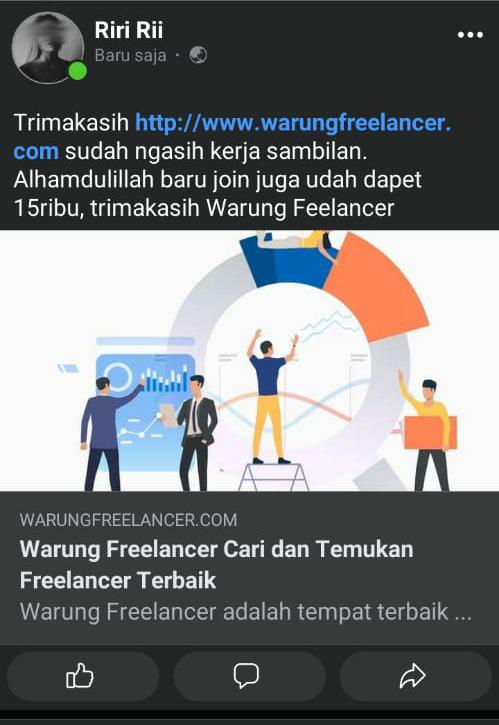 Riri Rii
Baru saja ·
Trimakasih http://www.warungfreelancer.
com sudah ngasih kerja sambilan.
Alhamdulillah baru join juga udah dapet
15ribu, trimakasih Warung Feelancer
WARUNGFREELANCER.COM
Warung Freelancer Cari dan Temukan
Freelancer Terbaik
Warung Freelancer adalah tempat terbaik ...